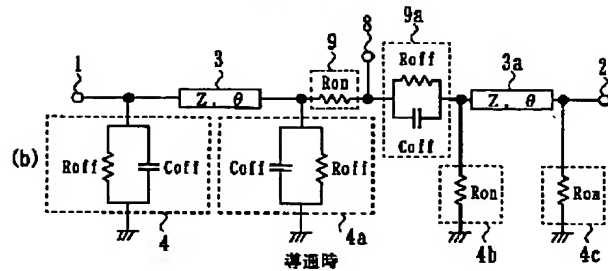 9a
8
9
1
3
Ron
Roff
Coff
3a
2
Z, θ
Z, θ
(b)
Roff
Coff
Coff
Roff
Ron
Ron
4
4a
4b
4c
導通時